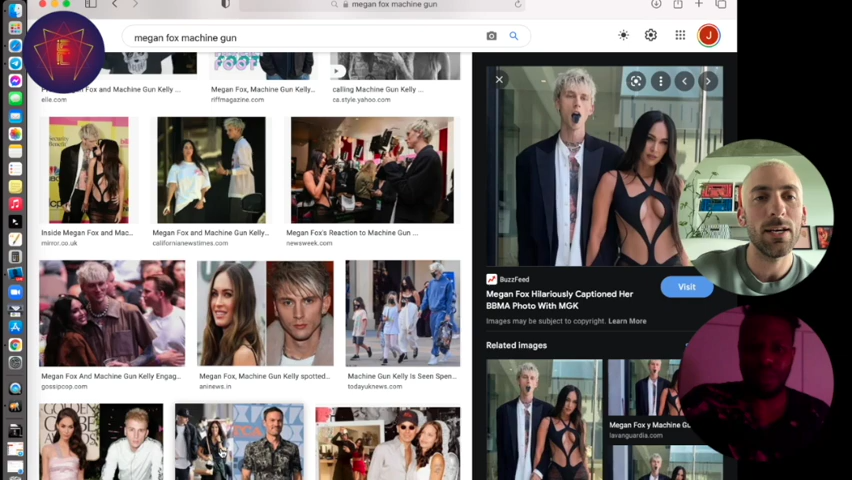 megan fox machine gun
megan fox machine gun
J
elle.com
Megan Fox, Machine Gun Kelly...
riffmagazine.com
calling Machine Gun Kelly ...
ca.style.yahoo.com
Inside Megan Fox and Mac...
mirror.co.uk
Megan Fox and Machine Gun Kelly...
californianewstimes.com
Megan Fox's Reaction to Machine Gun ...
newsweek.com
BuzzFeed
Megan Fox Hilariously Captioned Her
BBMA Photo With MGK
Visit
Images may be subject to copyright. Learn More
Related images
Megan Fox And Machine Gun Kelly Engag...
gossipcop.com
Megan Fox, Machine Gun Kelly spotted...
aninews.in
Machine Gun Kelly Is Seen Spen...
todayuknews.com
Megan Fox y Machine Gu
lavanguardia.com